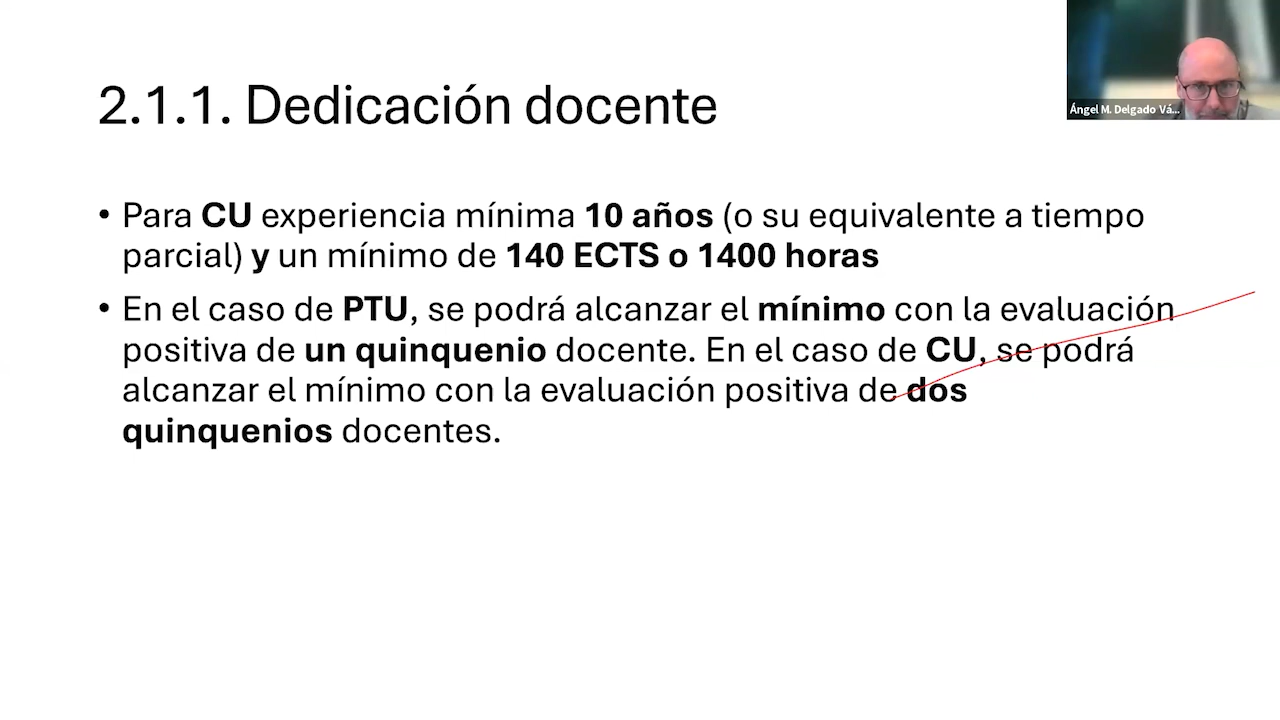 2.1.1. Dedicación docente
Ángel M. Delgado Vá...
• Para CU experiencia mínima 10 años (o su equivalente a tiempo
parcial) y un mínimo de 140 ECTS o 1400 horas
• En el caso de PTU, se podrá alcanzar el mínimo con la evaluación
positiva de un quinquenio docente. En el caso de CU, se podrá
alcanzar el mínimo con la evaluación positiva de dos
quinquenios docentes.